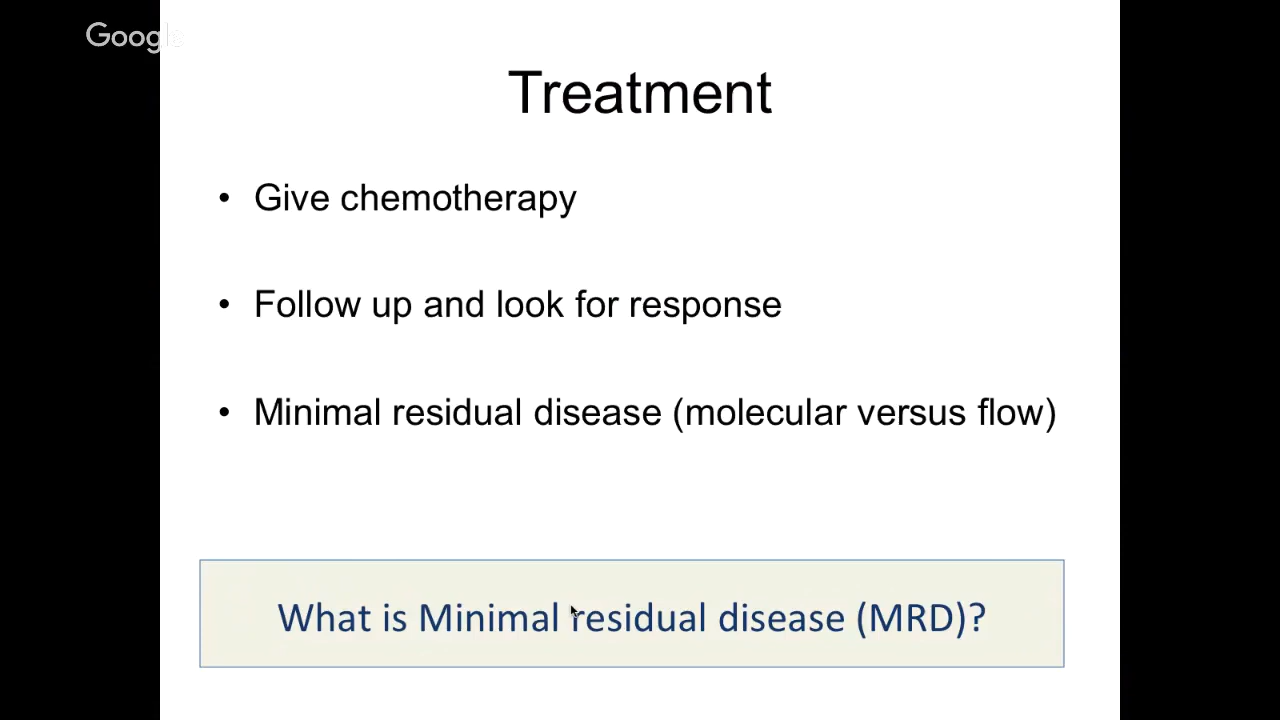 Google
Treatment
• Give chemotherapy
• Follow up and look for response
• Minimal residual disease (molecular versus flow)
What is Minimal residual disease (MRD)?